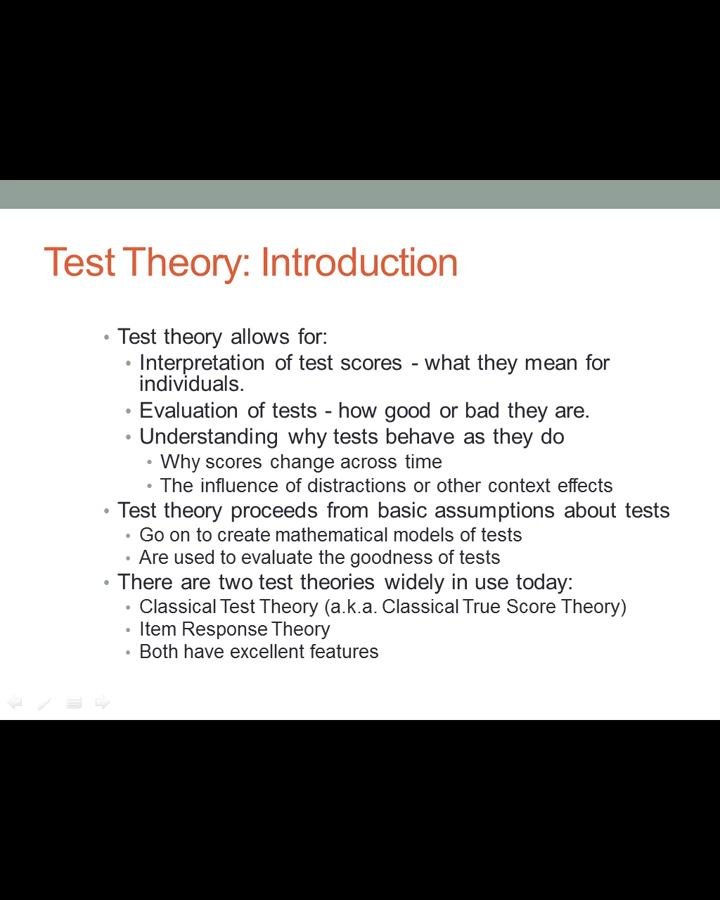 Test Theory: Introduction
• Test theory allows for:
• Interpretation of test scores - what they mean for
individuals.
• Evaluation of tests - how good or bad they are.
• Understanding why tests behave as they do
• Why scores change across time
• The influence of distractions or other context effects
• Test theory proceeds from basic assumptions about tests
• Go on to create mathematical models of tests
• Are used to evaluate the goodness of tests
• There are two test theories widely in use today:
• Classical Test Theory (a.k.a. Classical True Score Theory)
• Item Response Theory
• Both have excellent features